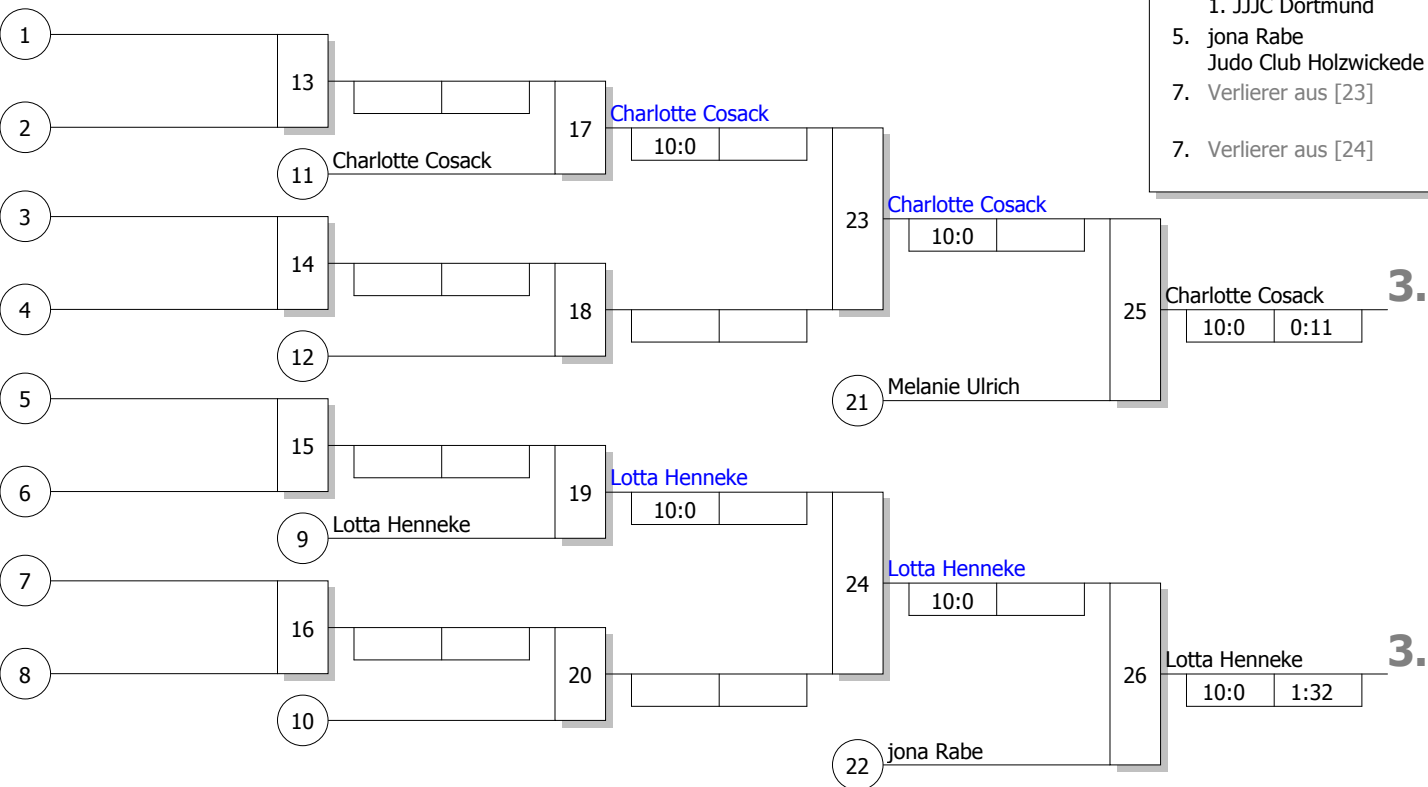 1. JJJC Dortmund
5. jona Rabe
Judo Club Holzwickede
7. Verlierer aus [23]
7. Verlierer aus [24]
1
13
2
17
Charlotte Cosack
10:0
11
Charlotte Cosack
3
14
4
18
12
23
Charlotte Cosack
10:0
25
Charlotte Cosack
3.
10:0 0:11
21
Melanie Ulrich
5
15
6
19
Lotta Henneke
10:0
9
Lotta Henneke
7
16
8
20
10
24
Lotta Henneke
10:0
26
Lotta Henneke
3.
10:0 1:32
22
jona Rabe